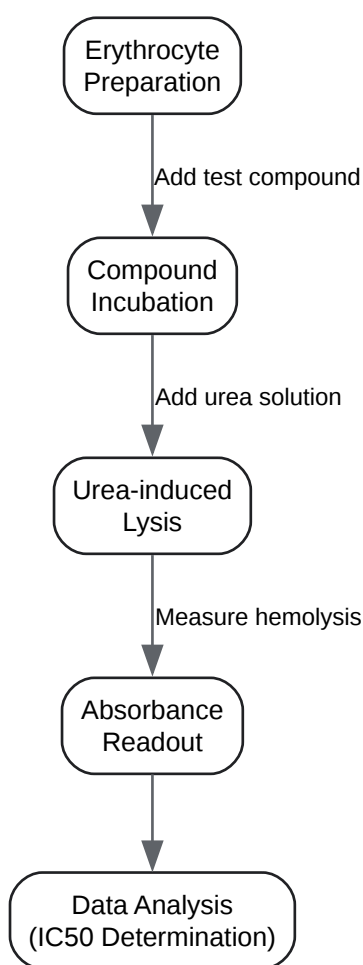 Erythrocyte
Preparation
Add test compound
Compound
Incubation
Add urea solution
Urea-induced
Lysis
Measure hemolysis
Absorbance
Readout
Data Analysis
(IC50 Determination)